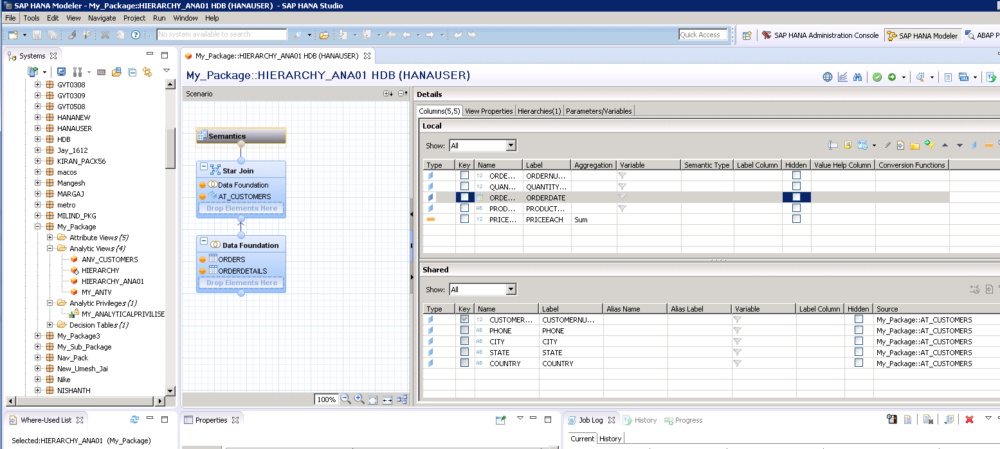 SAP HANA Modeler - My_Package::HIERARCHY_ANA01 HDB (HANAUSER) - SAP HANA Studio
File Tools Edit View Navigate Project Run Window Help
No system available to search
Quick Access
SAP HANA Administration Console
SAP HANA Modeler
ABAP P
Systems
SQL
GVT0308
GVT0309
GVT0508
HANANEW
HANAUSER
HDB
Jay_1612
KIRAN_PACK56
macos
Mangesh
MARGAJ
metro
MILIND_PKG
My_Package
Attribute Views (5)
Analytic Views (4)
ANV_CUSTOMERS
HIERARCHY
HIERARCHY_ANA01
MY_ANTV
Analytic Privileges (1)
MY_ANALYTICALPRIVILISE
Decision Tables (1)
My_Package3
My_Sub_Package
Nav_Pack
New_Umesh_Jai
Nike
NISHANTH
My_Package::HIERARCHY_ANA01 HDB (HANAUSER)
My_Package::HIERARCHY_ANA01 HDB (HANAUSER)
Scenario
Semantics
Star Join
Data Foundation
AT_CUSTOMERS
Drop Elements Here
Data Foundation
ORDERS
ORDERDETAILS
Drop Elements Here
100%
Details
Columns(5,5) View Properties Hierarchies(1) Parameters/Variables
Local
Show: All
Type Key Name Label Aggregation Variable Semantic Type Label Column Hidden Value Help Column Conversion Functions
12 ORDE... ORDERNU...
12 QUAN... QUANTITY...
ORDE... ORDERDATE
AB PROD... PRODUCT...
12 PRICE... PRICEEACH Sum
Shared
Show: All
Type Key Name Label Alias Name Alias Label Variable Label Column Hidden Source
12 CUSTOMER... CUSTOMERNU... My_Package::AT_CUSTOMERS
AB PHONE PHONE My_Package::AT_CUSTOMERS
AB CITY CITY My_Package::AT_CUSTOMERS
AB STATE STATE My_Package::AT_CUSTOMERS
AB COUNTRY COUNTRY My_Package::AT_CUSTOMERS
Where-Used List
Selected:HIERARCHY_ANA01 (My_Package)
Properties
Job Log History Progress
Current History